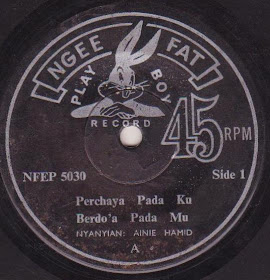 NGEE FAT
PLAY BOY
RECORD
45 RPM
NFEP 5030
Side 1
Perchaya Pada Ku
Berdo'a Pada Mu
NYANYIAN: AINIE HAMID
A